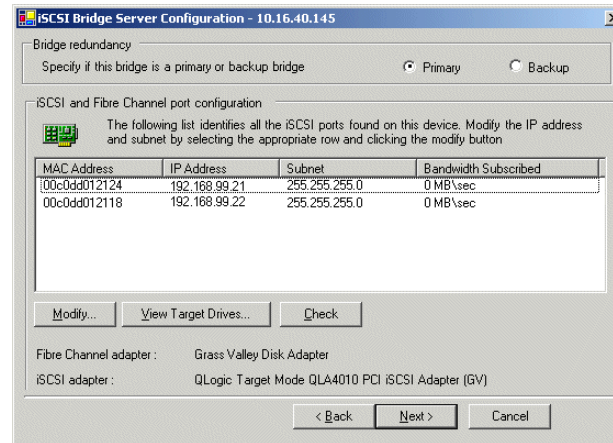 iSCSI Bridge Server Configuration - 10.16.40.145
Bridge redundancy
Specify if this bridge is a primary or backup bridge
Primary
Backup
iSCSI and Fibre Channel port configuration
The following list identifies all the iSCSI ports found on this device. Modify the IP address
and subnet by selecting the appropriate row and clicking the modify button
MAC Address IP Address Subnet Bandwidth Subscribed
00c0dd012124 192.168.99.21 255.255.255.0 0 MB\sec
00c0dd012118 192.168.99.22 255.255.255.0 0 MB\sec
Modify... View Target Drives... Check
Fibre Channel adapter : Grass Valley Disk Adapter
iSCSI adapter : QLogic Target Mode QLA4010 PCI iSCSI Adapter (GV)
< Back Next > Cancel